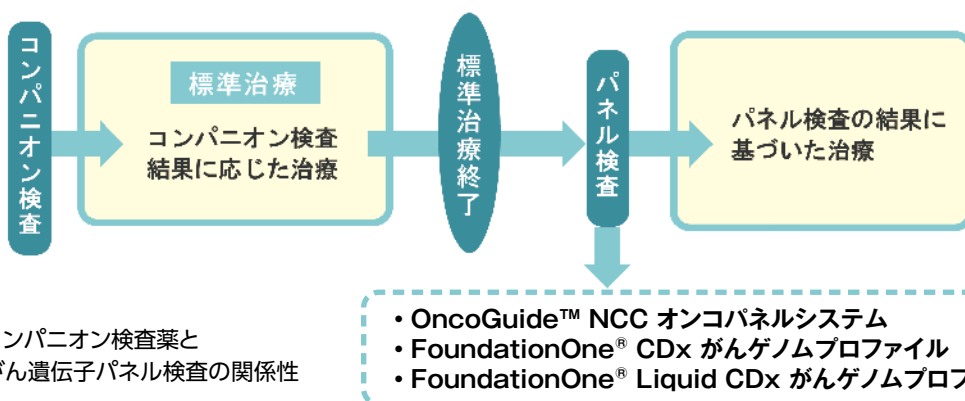 コンパニオン検査
標準治療
コンパニオン検査
結果に応じた治療
標準治療終了
パネル検査
パネル検査の結果に
基づいた治療
ンパニオン検査薬と
がん遺伝子パネル検査の関係性
・OncoGuide™ NCC オンコパネルシステム
・FoundationOne® CDx がんゲノムプロファイル
・FoundationOne® Liquid CDx がんゲノムプロフ